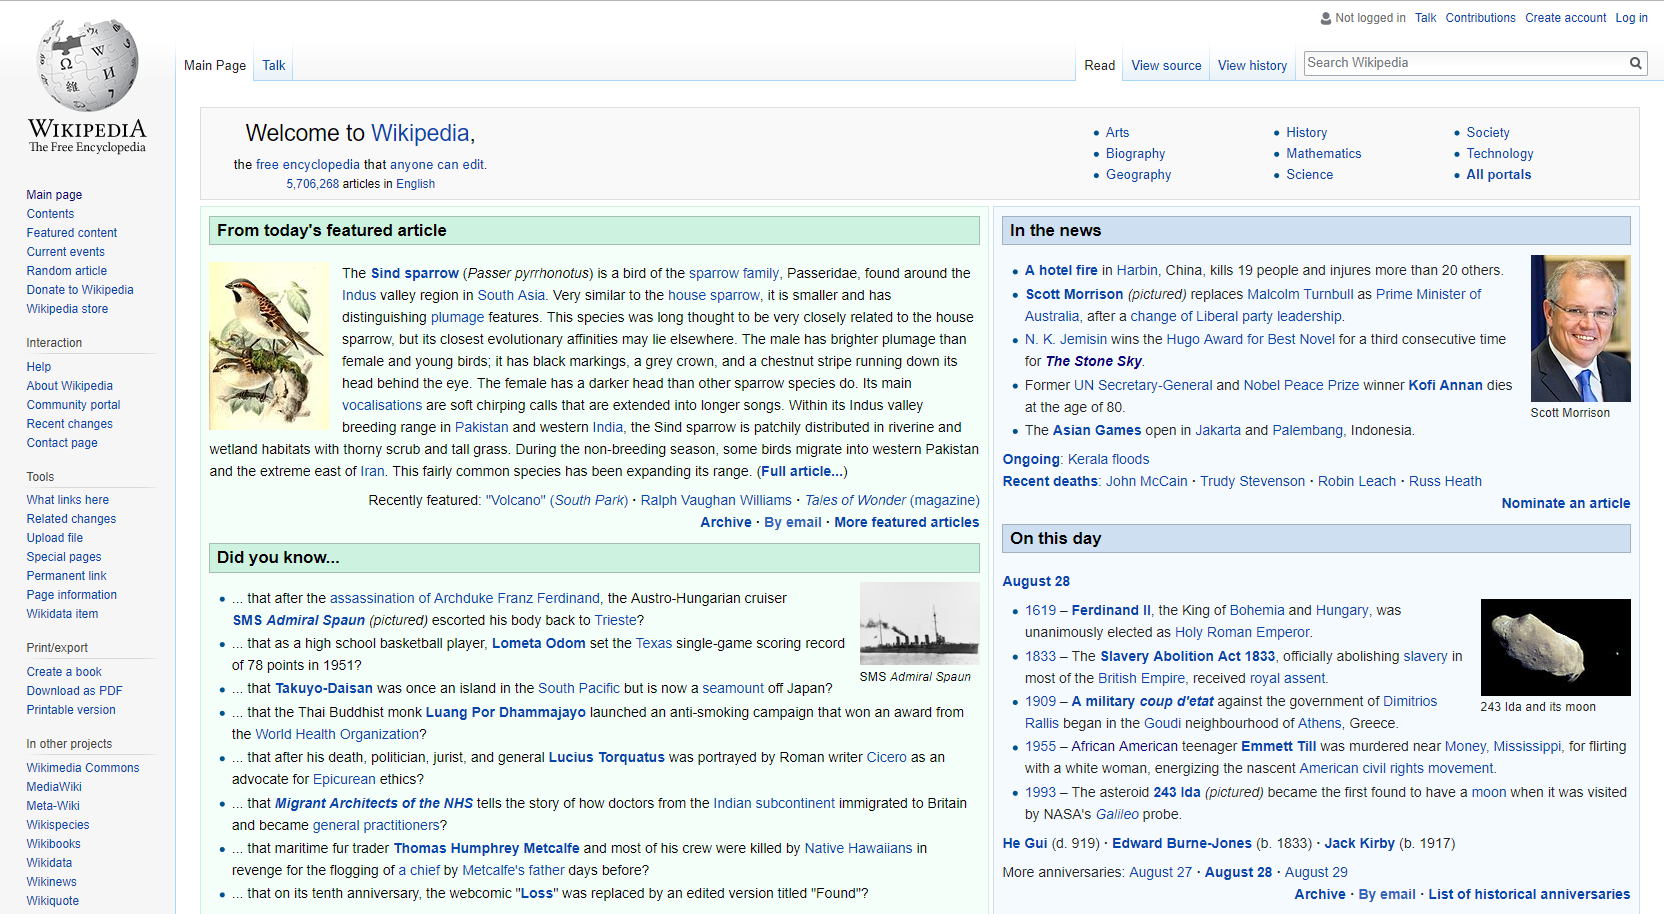 WIKIPEDIA
The Free Encyclopedia
Not logged in Talk Contributions Create account Log in
Main Page Talk Read View source View history Search Wikipedia
Welcome to Wikipedia,
the free encyclopedia that anyone can edit.
5,706,268 articles in English
Arts
Biography
Geography
History
Mathematics
Science
Society
Technology
All portals
Main page
Contents
Featured content
Current events
Random article
Donate to Wikipedia
Wikipedia store
Interaction
Help
About Wikipedia
Community portal
Recent changes
Contact page
Tools
What links here
Related changes
Upload file
Special pages
Permanent link
Page information
Wikidata item
Print/export
Create a book
Download as PDF
Printable version
In other projects
Wikimedia Commons
MediaWiki
Meta-Wiki
Wikispecies
Wikibooks
Wikidata
Wikinews
Wikiquote
From today's featured article
The Sind sparrow (Passer pyrrhonotus) is a bird of the sparrow family, Passeridae, found around the
Indus valley region in South Asia. Very similar to the house sparrow, it is smaller and has
distinguishing plumage features. This species was long thought to be very closely related to the house
sparrow, but its closest evolutionary affinities may lie elsewhere. The male has brighter plumage than
female and young birds; it has black markings, a grey crown, and a chestnut stripe running down its
head behind the eye. The female has a darker head than other sparrow species do. Its main
vocalisations are soft chirping calls that are extended into longer songs. Within its Indus valley
breeding range in Pakistan and western India, the Sind sparrow is patchily distributed in riverine and
wetland habitats with thorny scrub and tall grass. During the non-breeding season, some birds migrate into western Pakistan
and the extreme east of Iran. This fairly common species has been expanding its range. (Full article...)
Recently featured: "Volcano" (South Park) · Ralph Vaughan Williams · Tales of Wonder (magazine)
Archive · By email · More featured articles
Did you know...
... that after the assassination of Archduke Franz Ferdinand, the Austro-Hungarian cruiser
SMS Admiral Spaun (pictured) escorted his body back to Trieste?
... that as a high school basketball player, Lometa Odom set the Texas single-game scoring record
of 78 points in 1951?
... that Takuyo-Daisan was once an island in the South Pacific but is now a seamount off Japan?
... that the Thai Buddhist monk Luang Por Dhammajayo launched an anti-smoking campaign that won an award from
the World Health Organization?
... that after his death, politician, jurist, and general Lucius Torquatus was portrayed by Roman writer Cicero as an
advocate for Epicurean ethics?
... that Migrant Architects of the NHS tells the story of how doctors from the Indian subcontinent immigrated to Britain
and became general practitioners?
... that maritime fur trader Thomas Humphrey Metcalfe and most of his crew were killed by Native Hawaiians in
revenge for the flogging of a chief by Metcalfe's father days before?
... that on its tenth anniversary, the webcomic "Loss" was replaced by an edited version titled "Found"?
SMS Admiral Spaun
In the news
A hotel fire in Harbin, China, kills 19 people and injures more than 20 others.
Scott Morrison (pictured) replaces Malcolm Turnbull as Prime Minister of
Australia, after a change of Liberal party leadership.
N. K. Jemisin wins the Hugo Award for Best Novel for a third consecutive time
for The Stone Sky.
Former UN Secretary-General and Nobel Peace Prize winner Kofi Annan dies
at the age of 80.
The Asian Games open in Jakarta and Palembang, Indonesia.
Scott Morrison
Ongoing: Kerala floods
Recent deaths: John McCain · Trudy Stevenson · Robin Leach · Russ Heath
Nominate an article
On this day
August 28
1619 – Ferdinand II, the King of Bohemia and Hungary, was
unanimously elected as Holy Roman Emperor.
1833 – The Slavery Abolition Act 1833, officially abolishing slavery in
most of the British Empire, received royal assent.
1909 – A military coup d'etat against the government of Dimitrios
Rallis began in the Goudi neighbourhood of Athens, Greece.
1955 – African American teenager Emmett Till was murdered near Money, Mississippi, for flirting
with a white woman, energizing the nascent American civil rights movement.
1993 – The asteroid 243 Ida (pictured) became the first found to have a moon when it was visited
by NASA's Galileo probe.
243 Ida and its moon
He Gui (d. 919) · Edward Burne-Jones (b. 1833) · Jack Kirby (b. 1917)
More anniversaries: August 27 · August 28 · August 29
Archive · By email · List of historical anniversaries